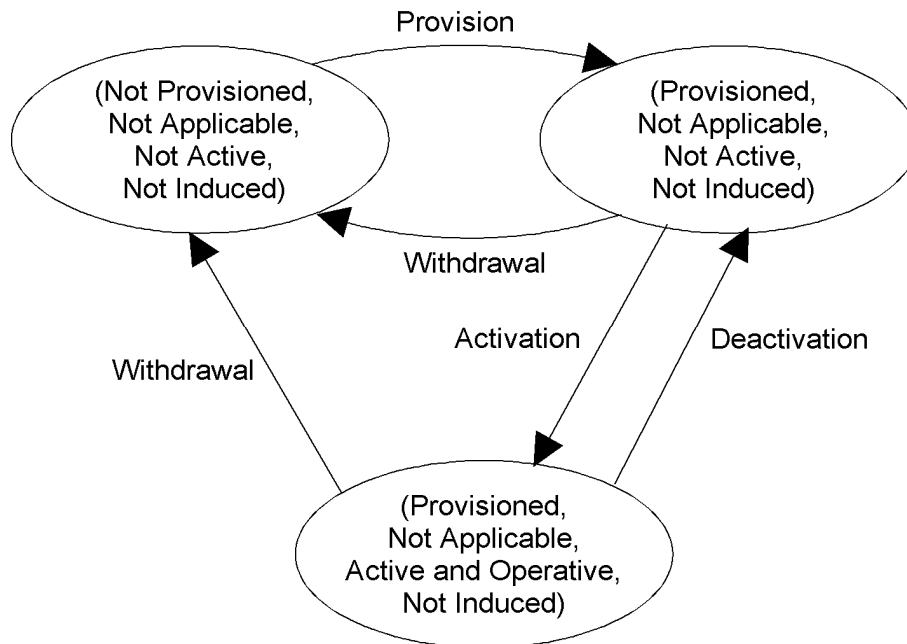 Provision
(Not Provisioned,
Not Applicable,
Not Active,
Not Induced)
(Provisioned,
Not Applicable,
Not Active,
Not Induced)
Withdrawal
Activation
Deactivation
Withdrawal
(Provisioned,
Not Applicable,
Active and Operative,
Not Induced)